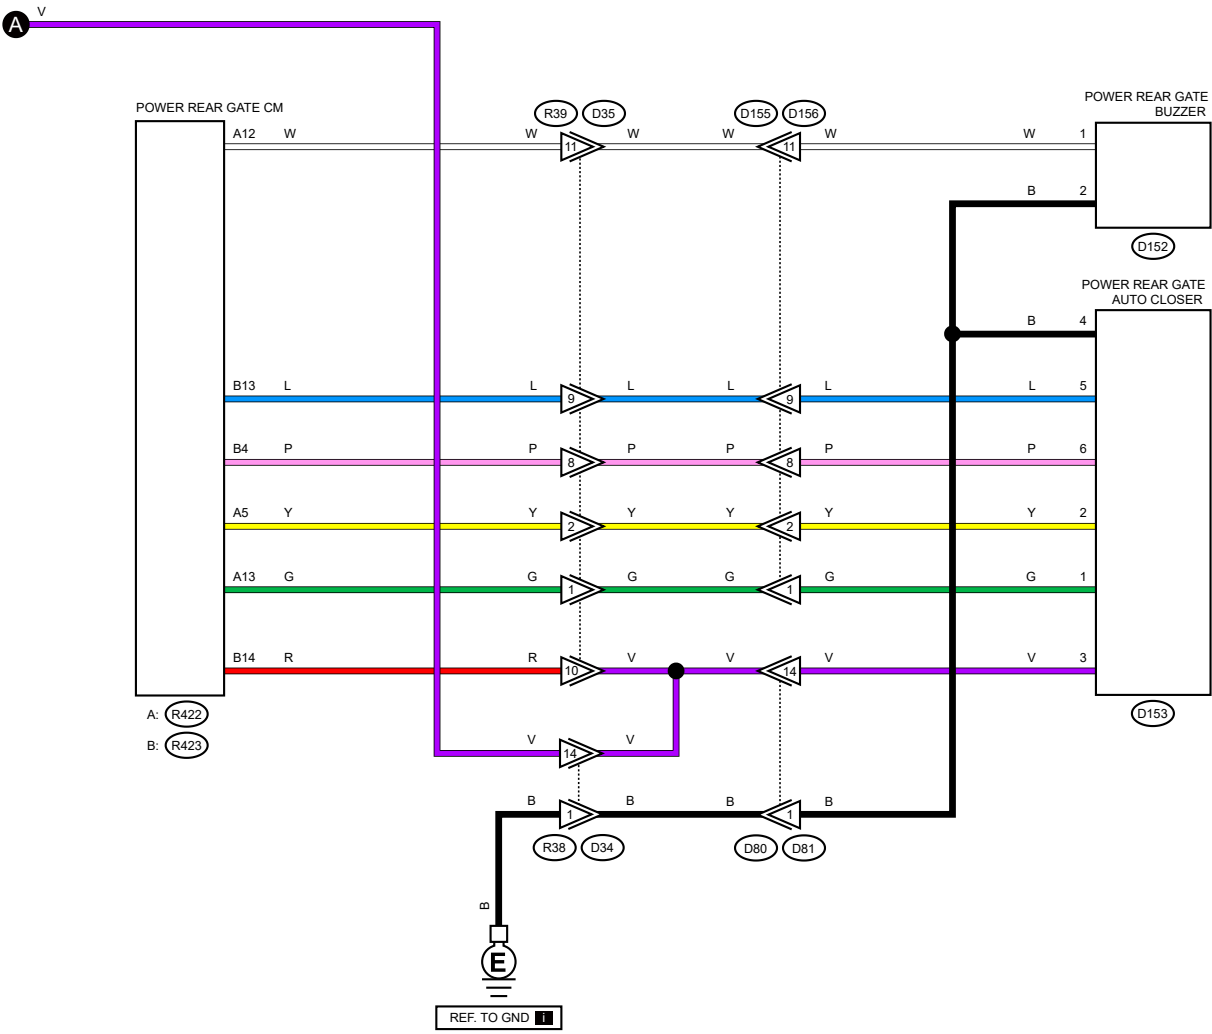 A V
POWER REAR GATE CM
R39 D35 D155 D156
POWER REAR GATE
BUZZER
A12 W W 11 W W 11 W W 1
B 2
D152
POWER REAR GATE
AUTO CLOSER
B 4
B13 L L 9 L L 9 L L 5
B4 P P 8 P P 8 P P 6
A5 Y Y 2 Y Y 2 Y Y 2
A13 G G 1 G G 1 G G 1
B14 R R 10 V V 14 V V 3
A: R422
D153
B: R423
V 14 V
B 1 B B 1 B
R38 D34 D80 D81
B
E
REF. TO GND i